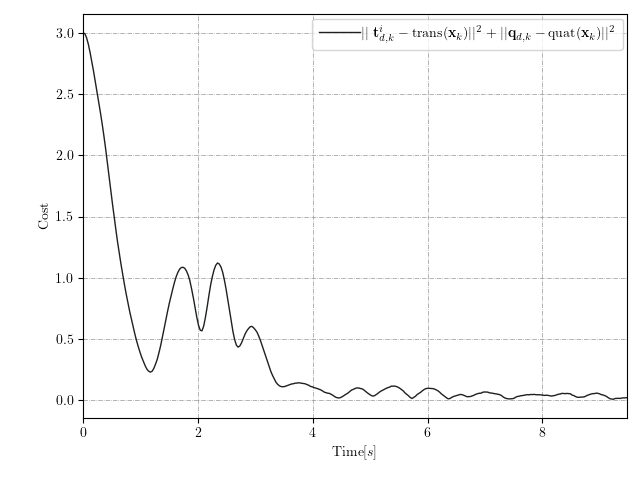 || t^i_{d,k} − trans(x_k)||² + ||q_{d,k} − quat(x_k)||²
3.0
2.5
2.0
1.5
1.0
0.5
0.0
Cost
0 2 4 6 8
Time[s]